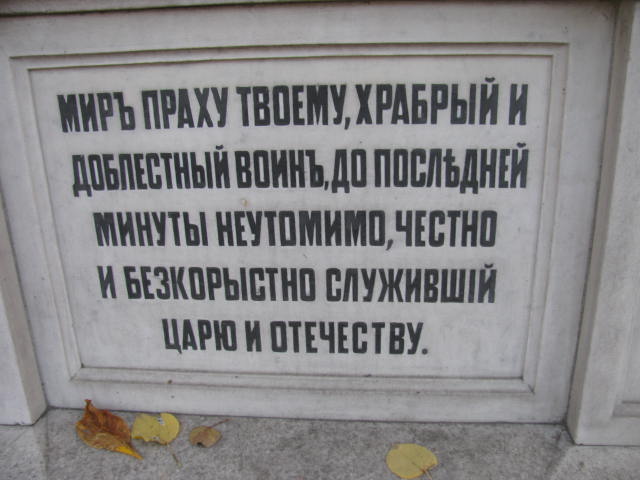 МИРЪ ПРАХУ ТВОЕМУ, ХРАБРЫЙ И
ДОБЛЕСТНЫЙ ВОИНЪ, ДО ПОСЛѢДНЕЙ
МИНУТЫ НЕУТОМИМО, ЧЕСТНО
И БЕЗКОРЫСТНО СЛУЖИВШІЙ
ЦАРЮ И ОТЕЧЕСТВУ.